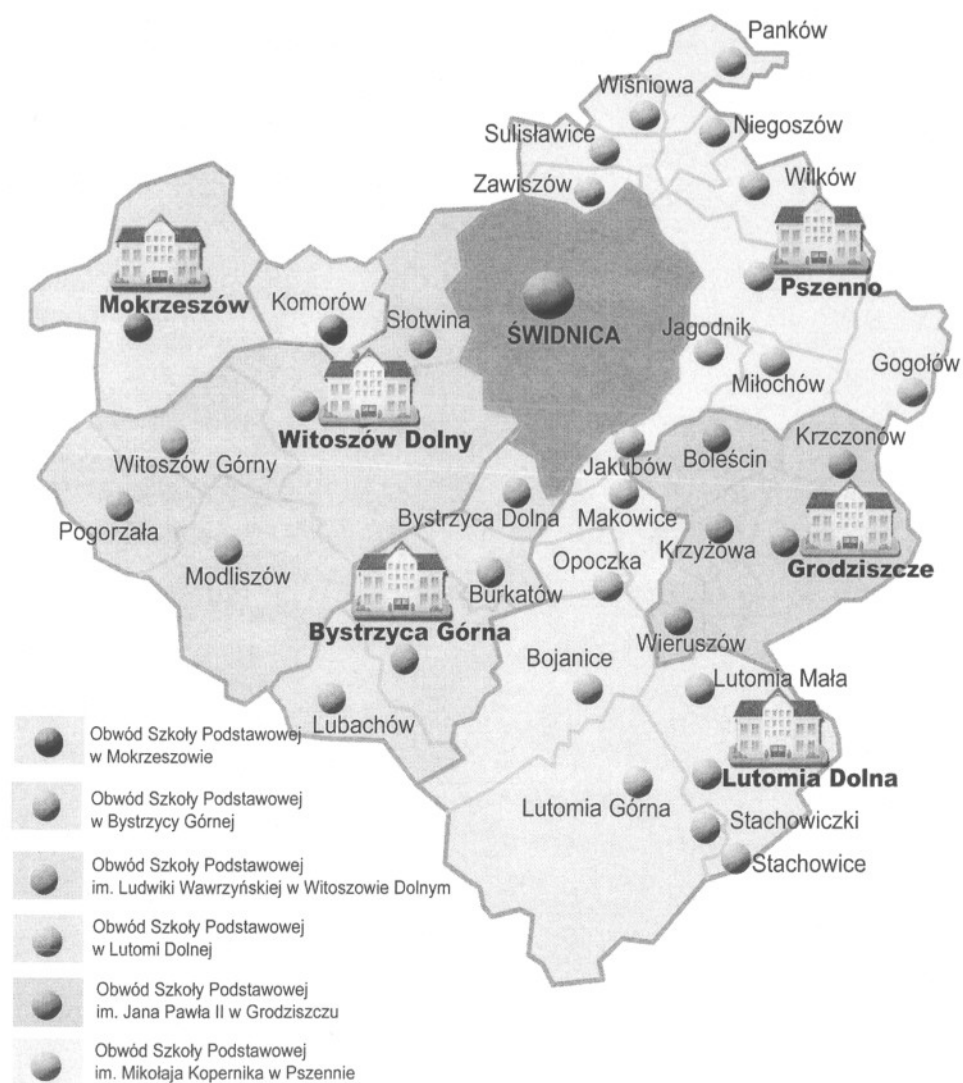 Panków
Wiśniowa
Niegoszów
Sulisławice
Zawiszów
Wilków
Mokrzeszów
Komorów
Słotwina
ŚWIDNICA
Pszenno
Jagodnik
Miłochów
Gogołów
Witoszów Dolny
Witoszów Górny
Jakubów
Boleścin
Krzczonów
Pogorzała
Bystrzyca Dolna
Makowice
Modliszów
Opoczka
Krzyżowa
Grodziszcze
Burkatów
Bystrzyca Górna
Wieruszów
Bojanice
Lutomia Mała
Lubachów
Lutomia Dolna
Lutomia Górna
Stachowiczki
Stachowice
Obwód Szkoły Podstawowej
w Mokrzeszowie
Obwód Szkoły Podstawowej
w Bystrzycy Górnej
Obwód Szkoły Podstawowej
im. Ludwiki Wawrzyńskiej w Witoszowie Dolnym
Obwód Szkoły Podstawowej
w Lutomi Dolnej
Obwód Szkoły Podstawowej
im. Jana Pawła II w Grodziszczu
Obwód Szkoły Podstawowej
im. Mikołaja Kopernika w Pszennie